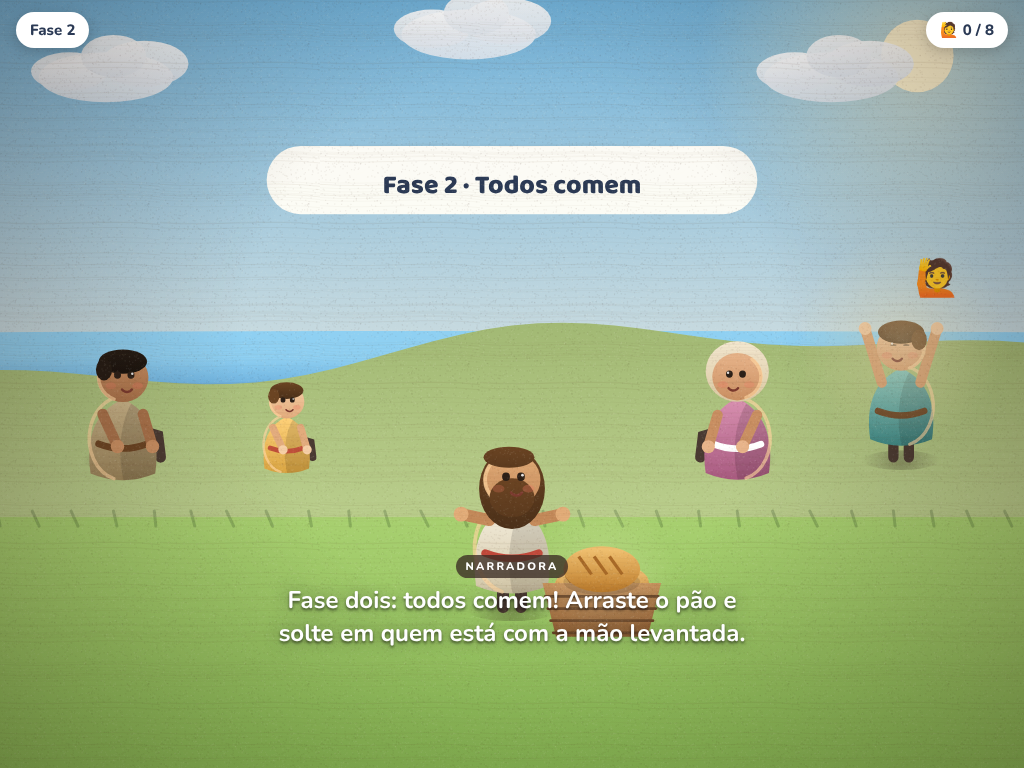 Fase 2
0 / 8
Fase 2 · Todos comem
NARRADORA
Fase dois: todos comem! Arraste o pão e
solte em quem está com a mão levantada.